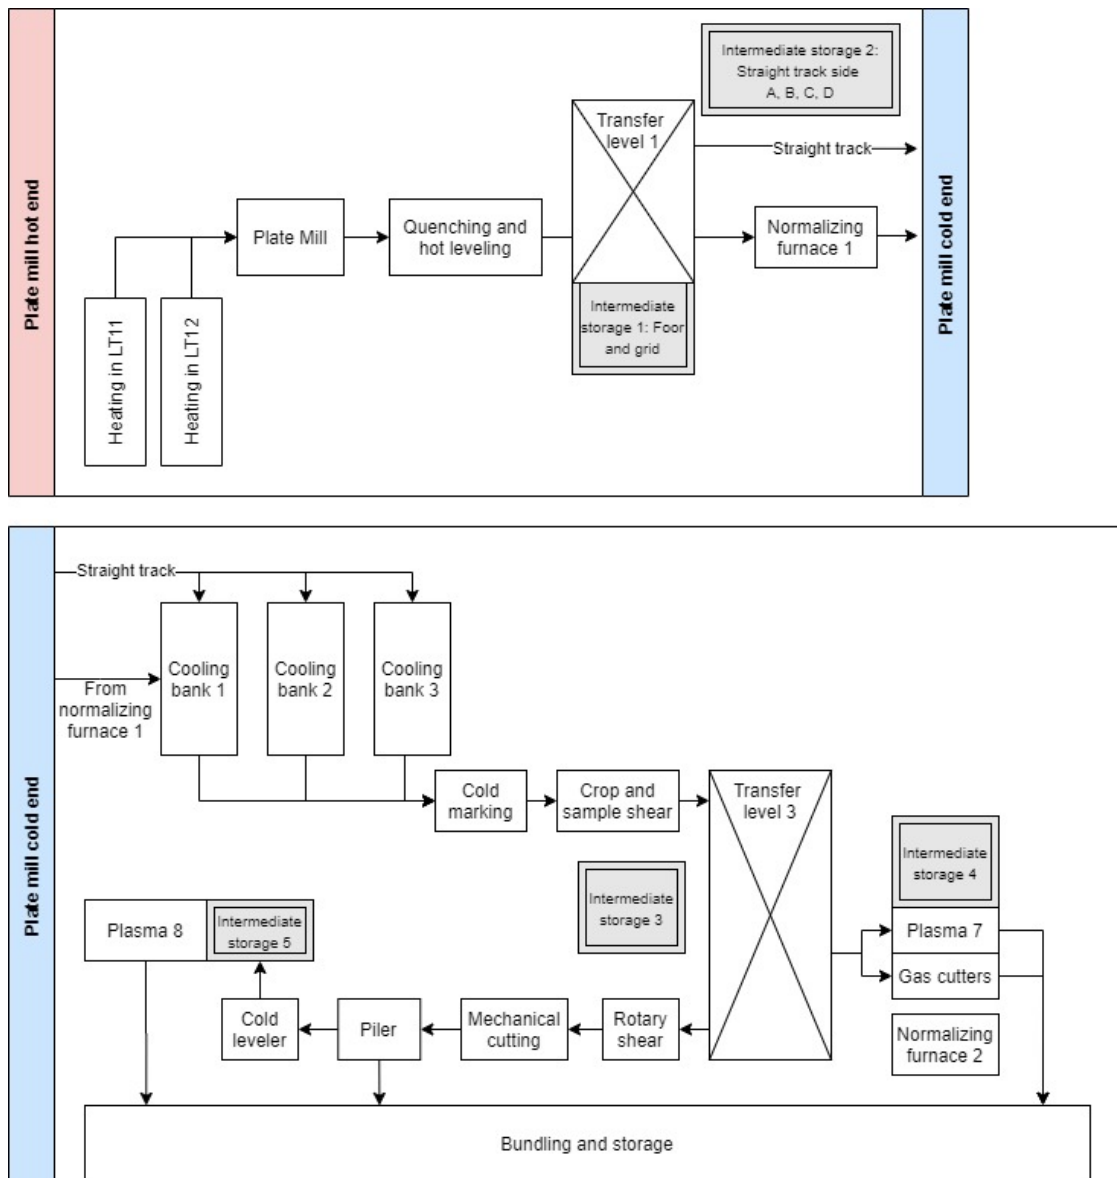 Plate mill hot end
Intermediate storage 2:
Straight track side
A, B, C, D
Transfer
level 1
Straight track
Plate mill cold end
Plate Mill
Quenching and
hot leveling
Normalizing
furnace 1
Intermediate
storage 1: Foor
and grid
Heating in LT11
Heating in LT12
Plate mill cold end
Straight track
Cooling
bank 1
Cooling
bank 2
Cooling
bank 3
From
normalizing
furnace 1
Cold
marking
Crop and
sample shear
Transfer
level 3
Intermediate
storage 4
Intermediate
storage 3
Plasma 8
Intermediate
storage 5
Plasma 7
Gas cutters
Cold
leveler
Piler
Mechanical
cutting
Rotary
shear
Normalizing
furnace 2
Bundling and storage